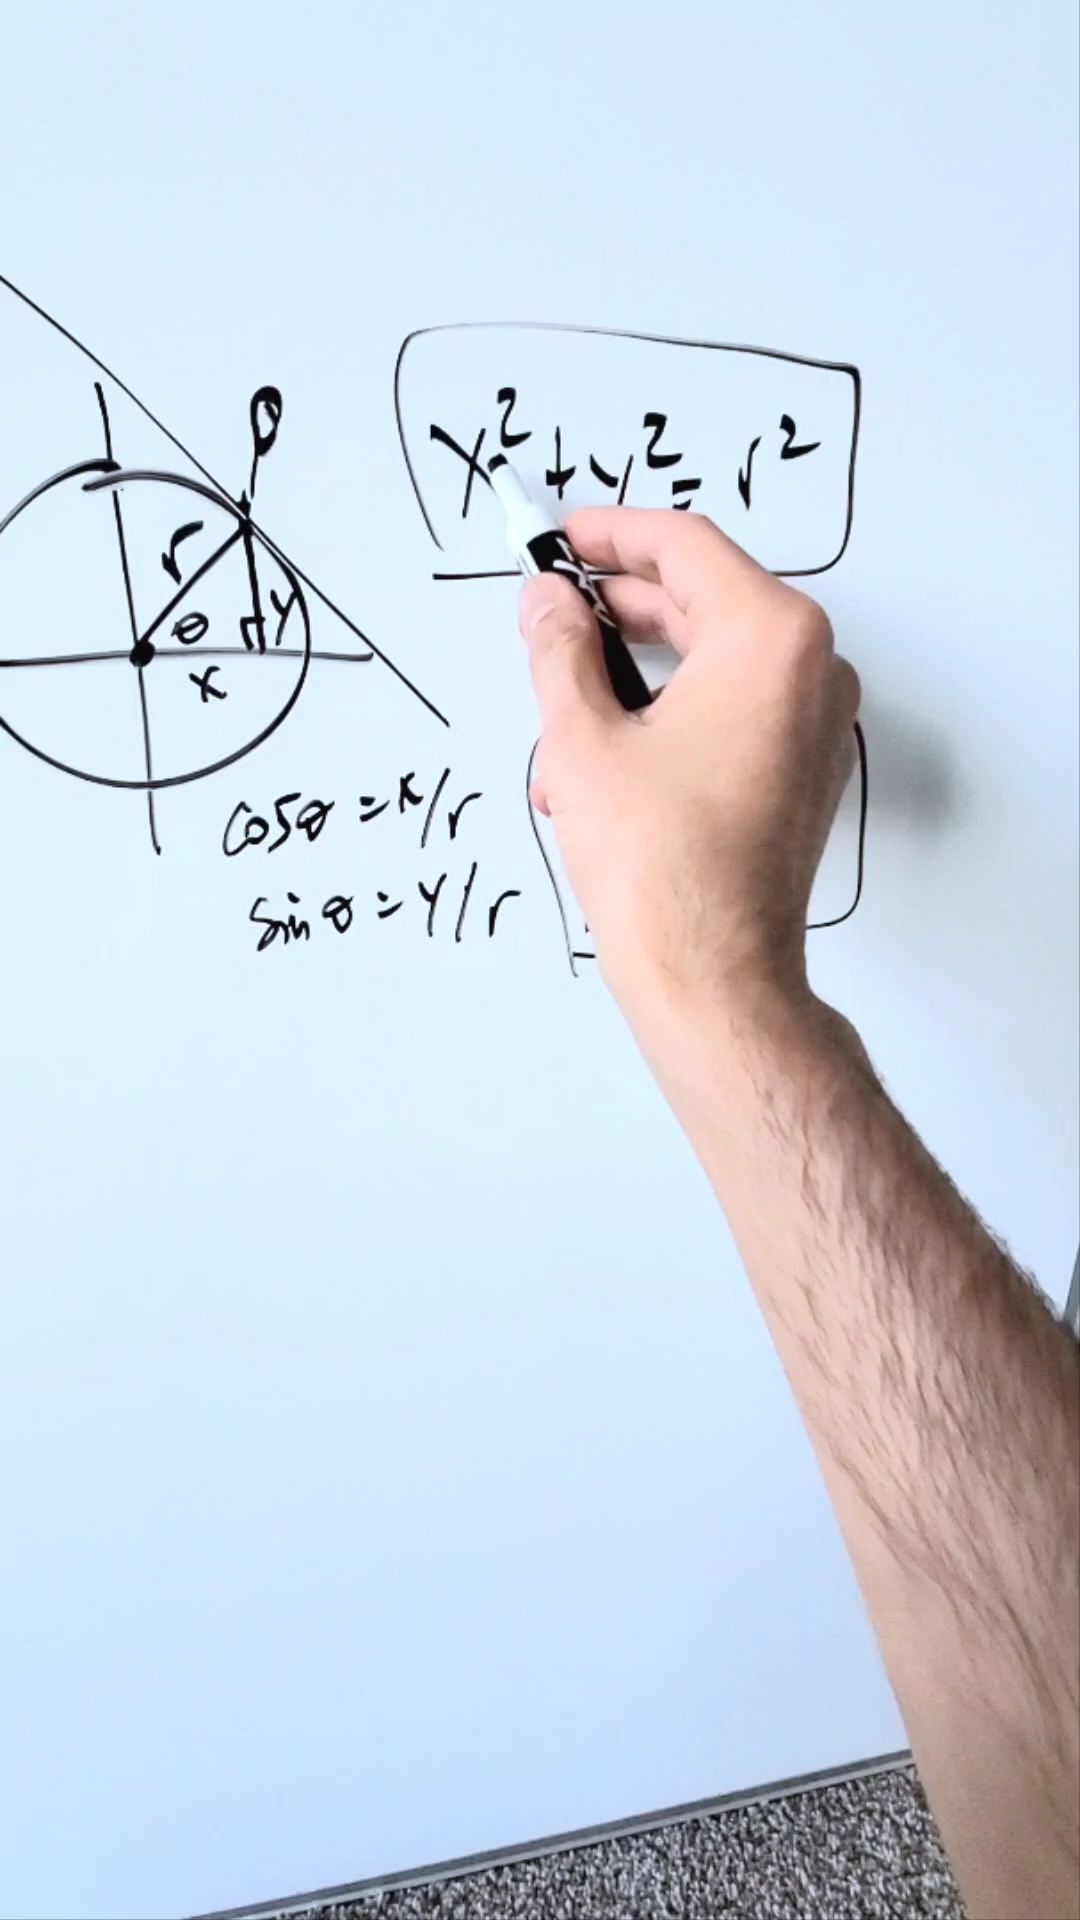 P
x² + y² = r²
r
θ
y
x
cosθ = x/r
sinθ = y/r